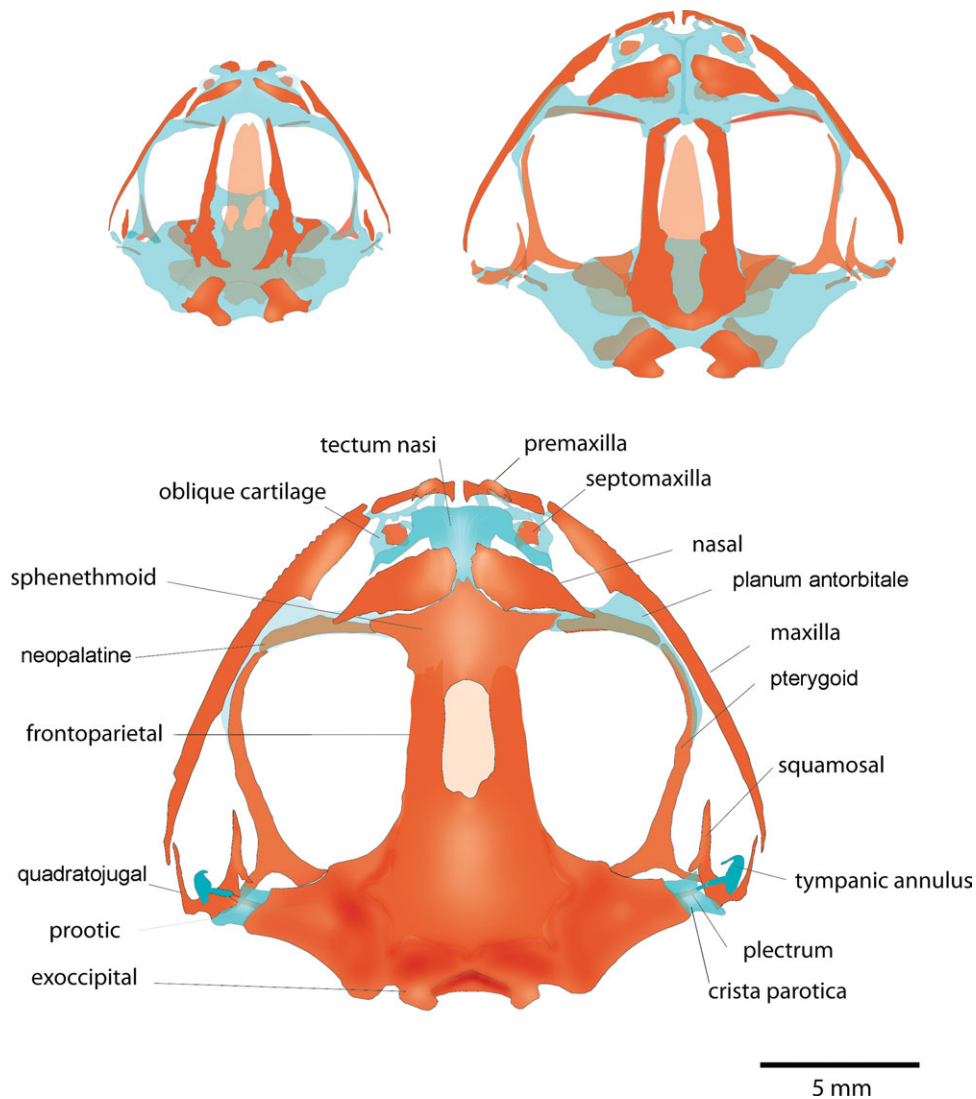 tectum nasi
premaxilla
oblique cartilage
septomaxilla
nasal
sphenethmoid
planum antorbitale
neopalatine
maxilla
pterygoid
frontoparietal
squamosal
quadratojugal
tympanic annulus
prootic
plectrum
exoccipital
crista parotica
5 mm